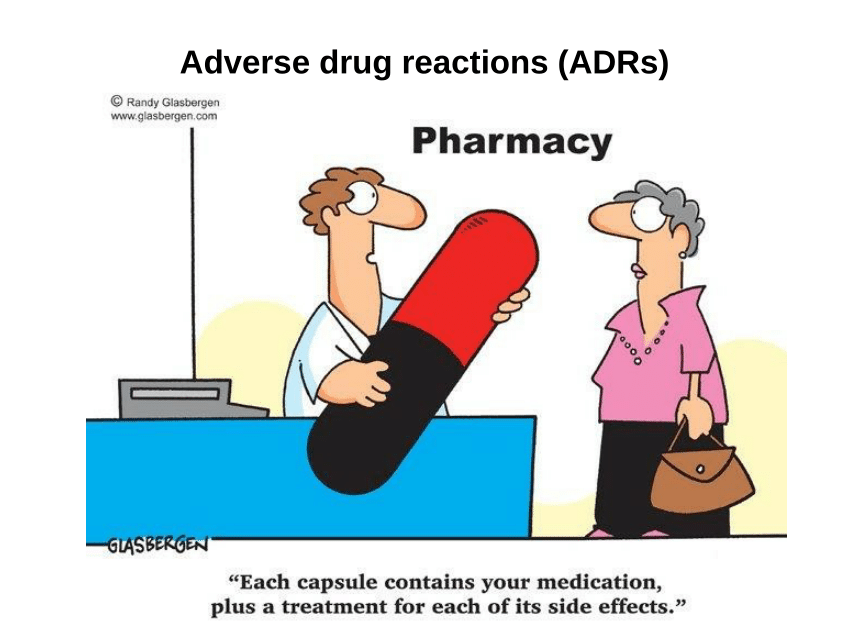 Adverse drug reactions (ADRs)
© Randy Glasbergen
www.glasbergen.com
Pharmacy
GLASBERGEN
“Each capsule contains your medication,
plus a treatment for each of its side effects.”